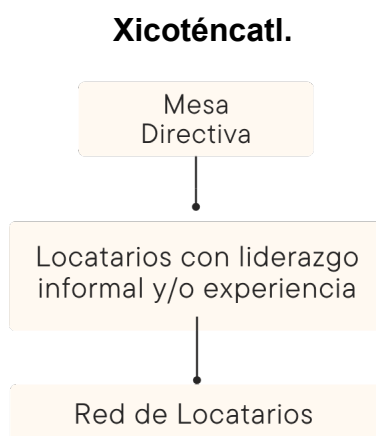 Xicoténcatl.
Mesa
Directiva
Locatarios con liderazgo
informal y/o experiencia
Red de Locatarios